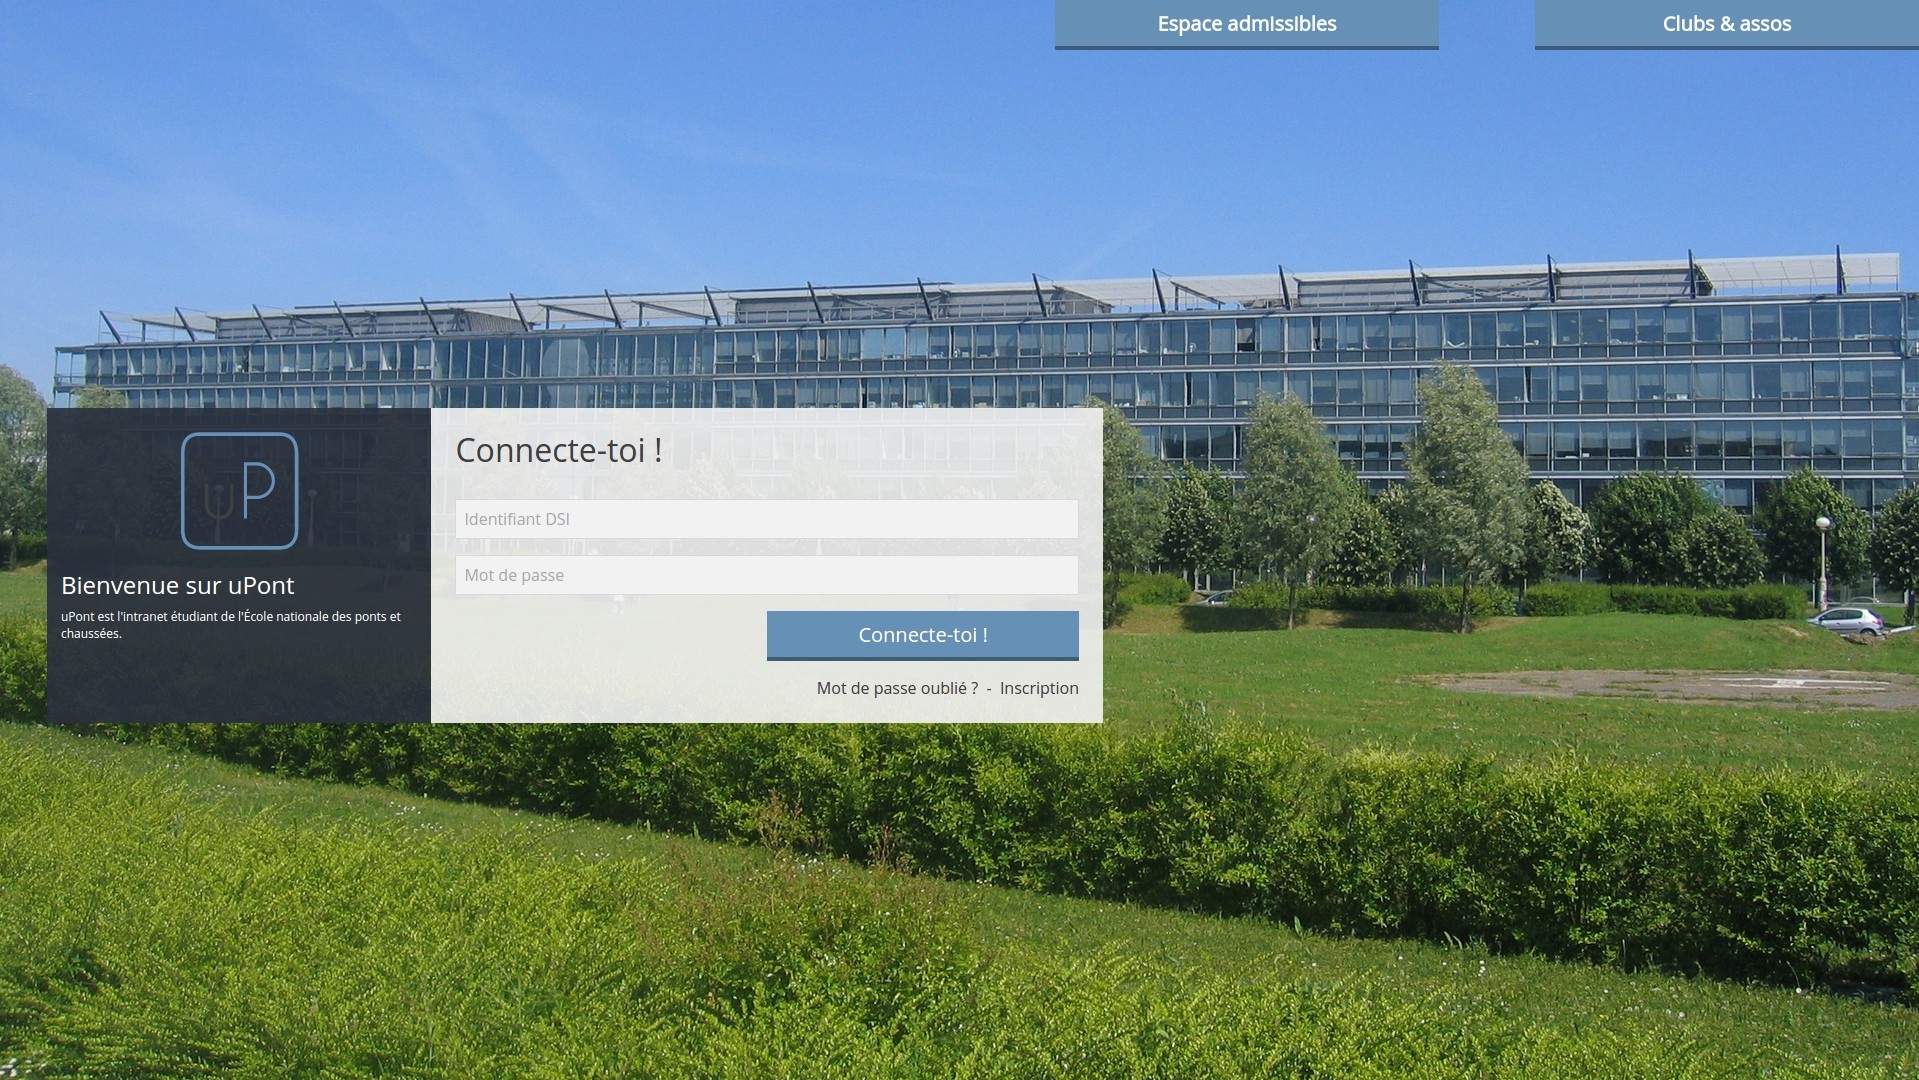 Espace admissibles
Clubs & assos
uP
Connecte-toi !
Identifiant DSI
Mot de passe
Bienvenue sur uPont
uPont est l'intranet étudiant de l'École nationale des ponts et
chaussées.
Connecte-toi !
Mot de passe oublié ? - Inscription